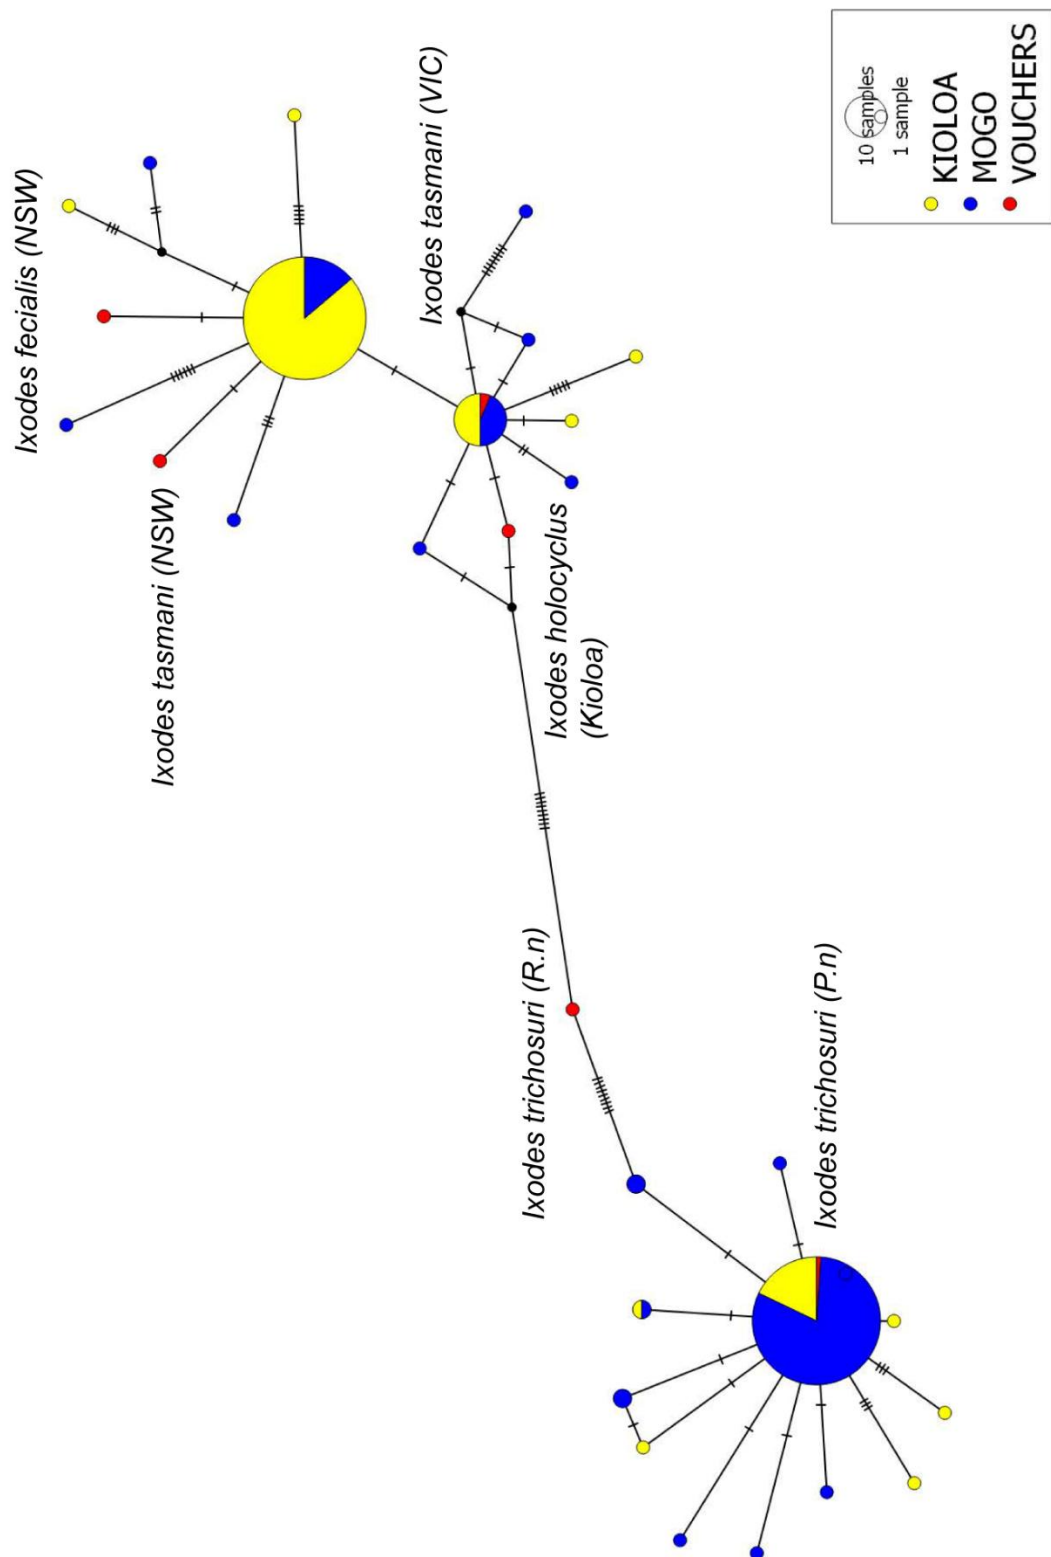 Ixodes fecialis (NSW)
Ixodes tasmani (NSW)
Ixodes tasmani (VIC)
Ixodes holocyclus
(Kioloa)
Ixodes trichosuri (R.n)
Ixodes trichosuri (P.n)
10 samples
1 sample
KIOLOA
MOGO
VOUCHERS